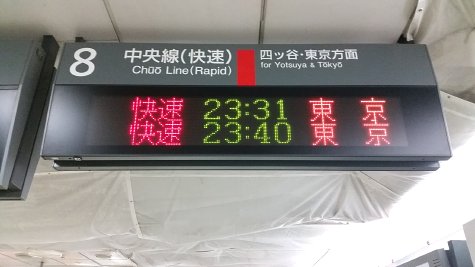 8 中央線(快速) 四ッ谷・東京方面
Chūō Line(Rapid) for Yotsuya & Tōkyō
快速 23:31 東京
快速 23:40 東京